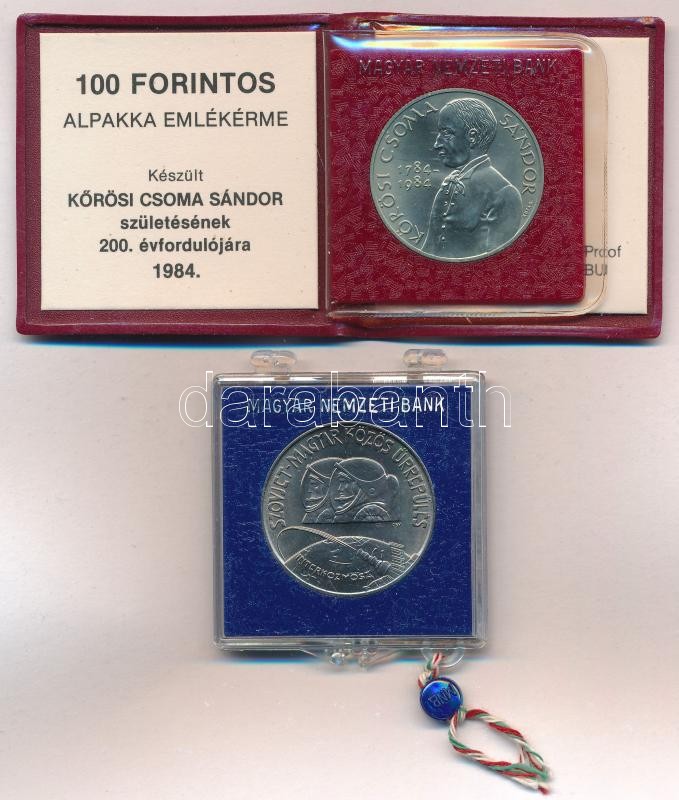 100 FORINTOS
ALPAKKA EMLÉKÉRME
Készült
KŐRÖSI CSOMA SÁNDOR
születésének
200. évfordulójára
1984.
MAGYAR NEMZETI BANK
KŐRÖSI CSOMA SÁNDOR
1784-
1984
Proof
BU
darabanth
MAGYAR NEMZETI BANK
SZOVJET-MAGYAR KÖZÖS ŰRREPÜLÉS
INTERKOZMOSZ